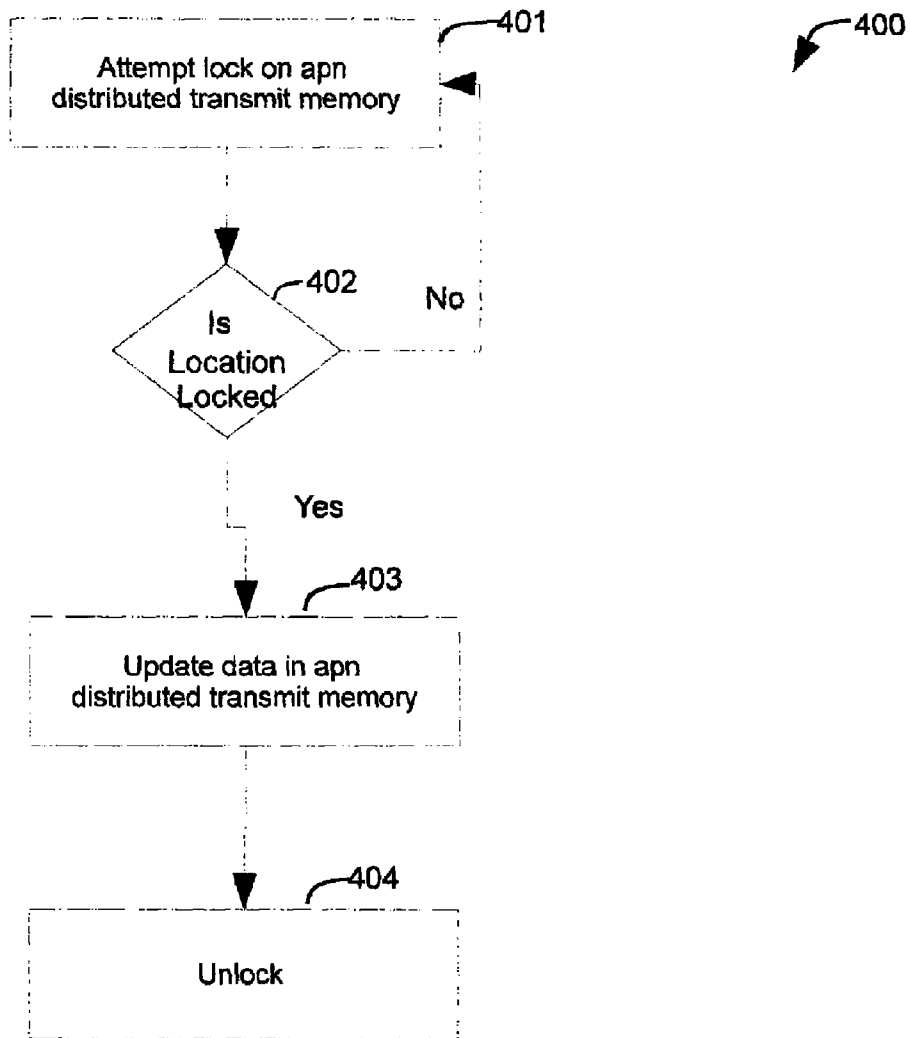 401
400
Attempt lock on apn
distributed transmit memory
402
No
Is
Location
Locked
Yes
403
Update data in apn
distributed transmit memory
404
Unlock